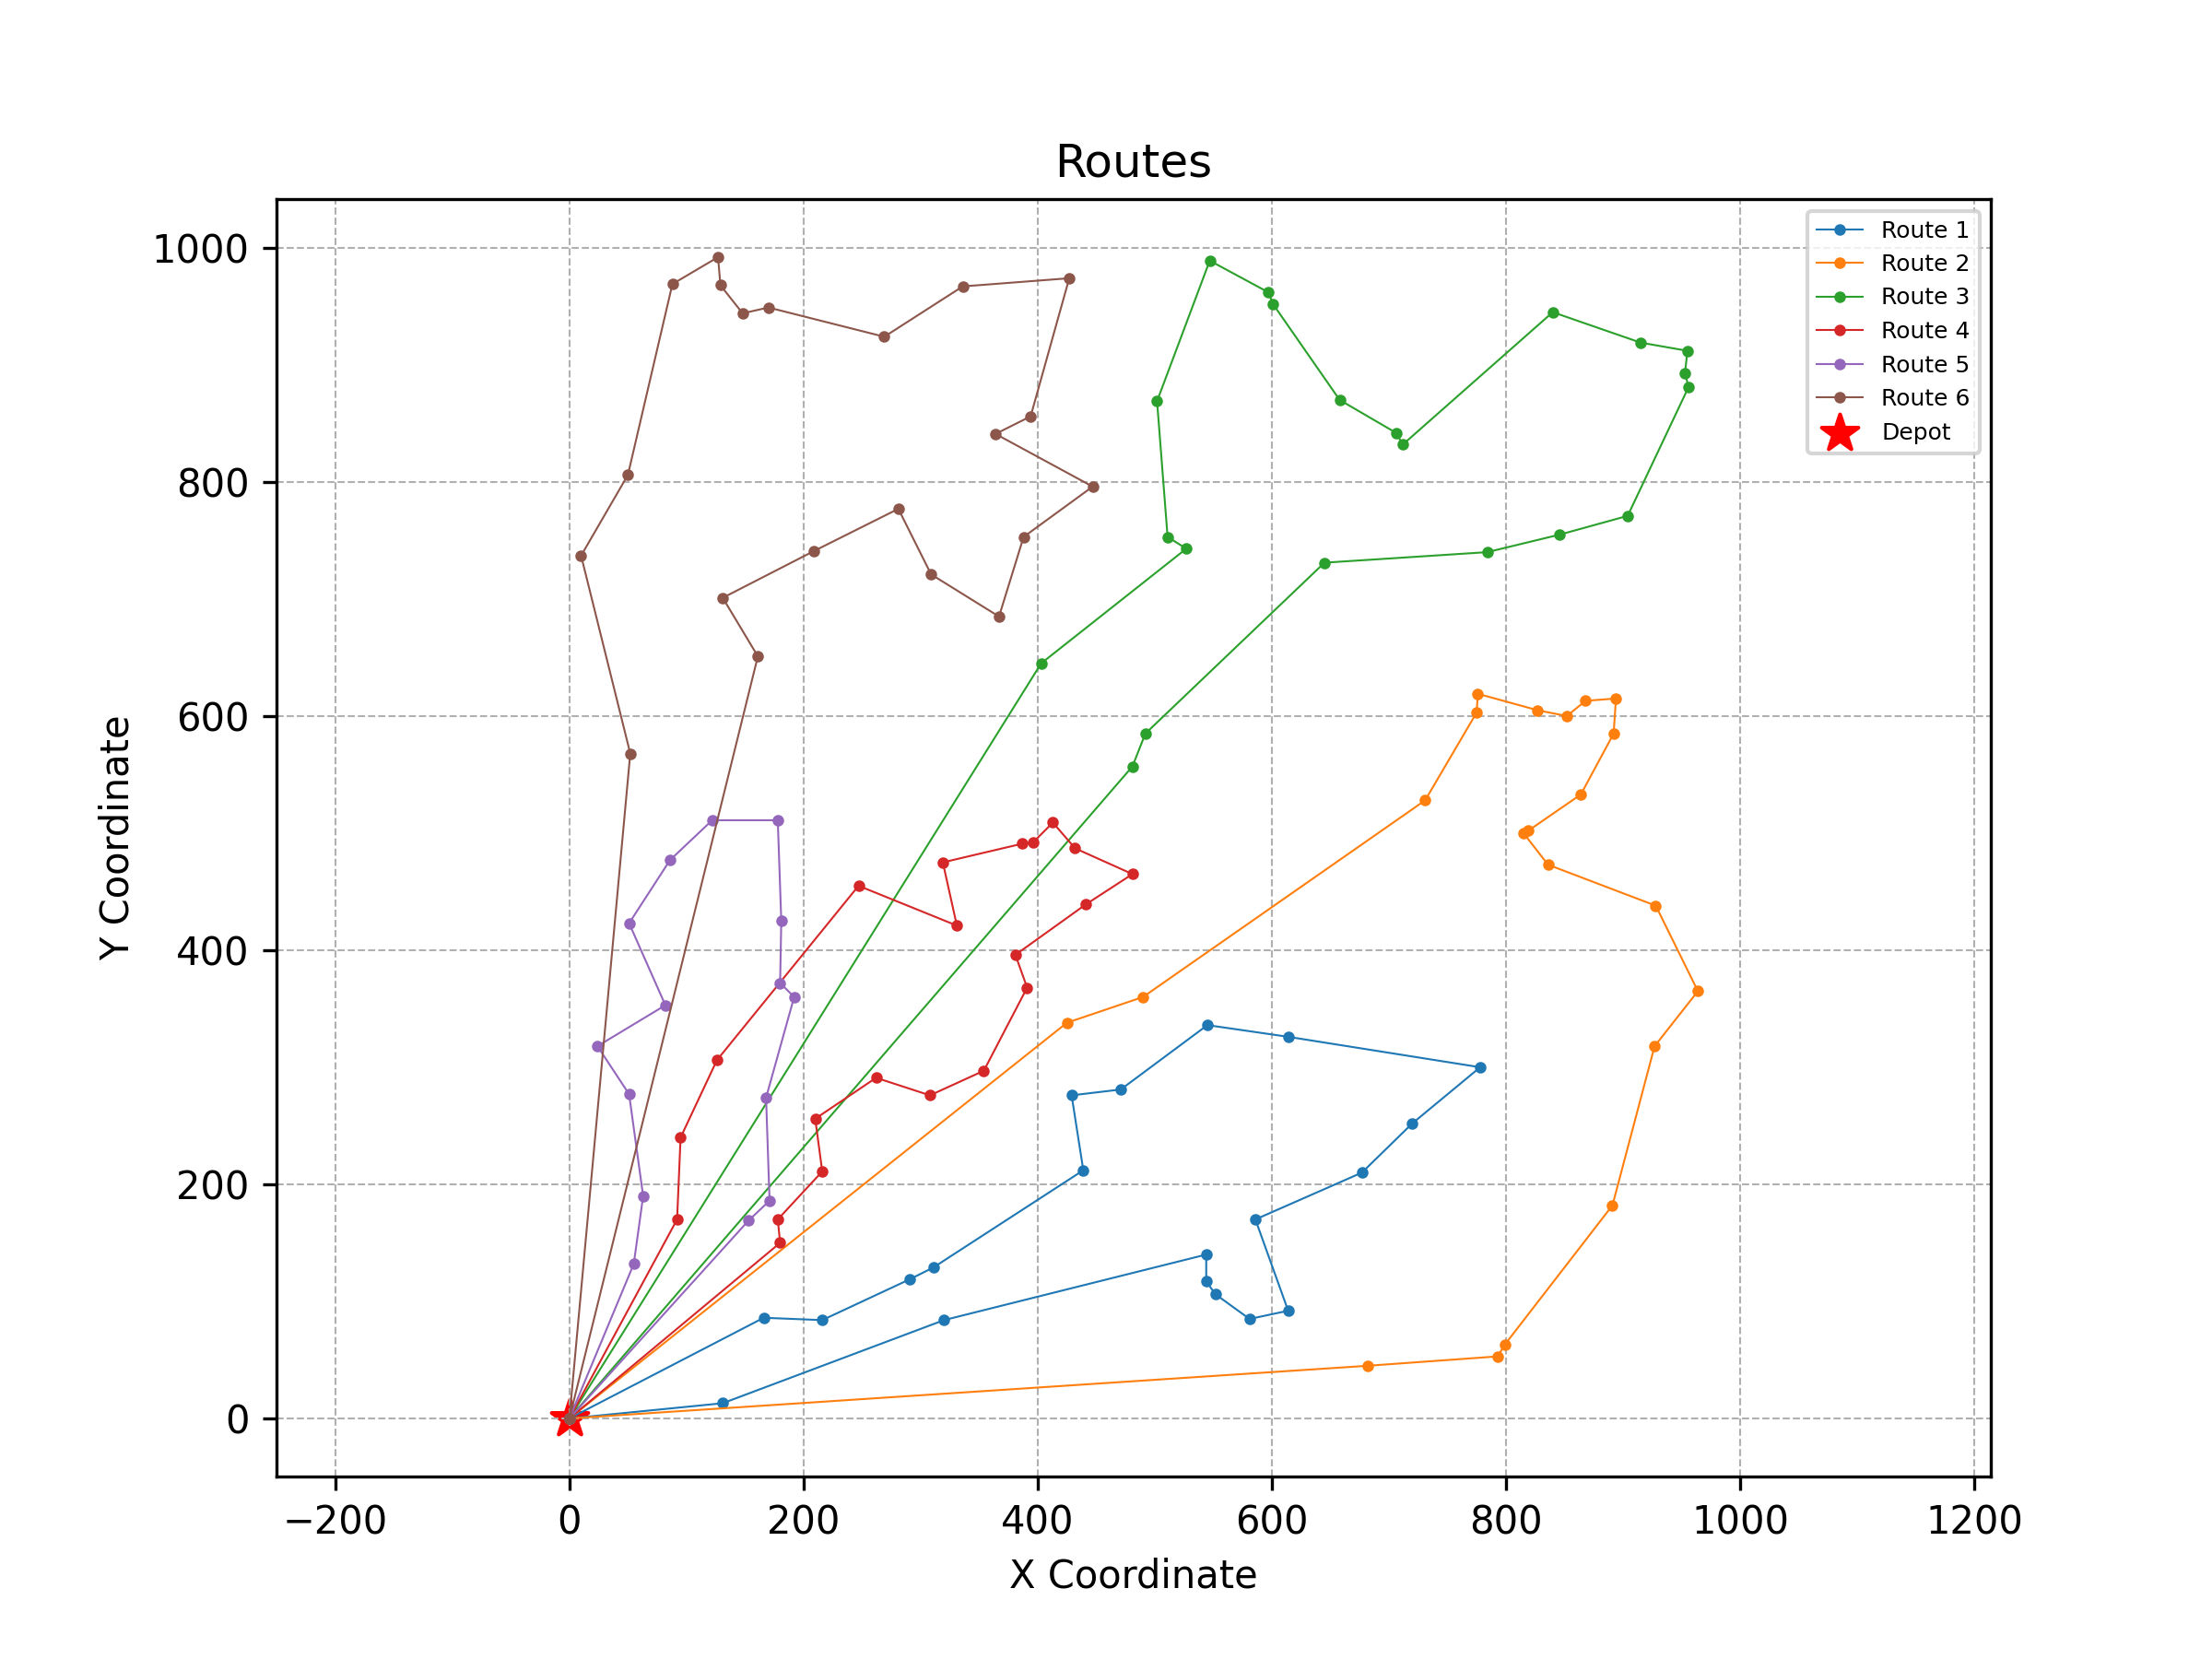 Routes
1000
800
600
400
200
0
Y Coordinate
−200
0
200
400
600
800
1000
1200
X Coordinate
Route 1
Route 2
Route 3
Route 4
Route 5
Route 6
Depot